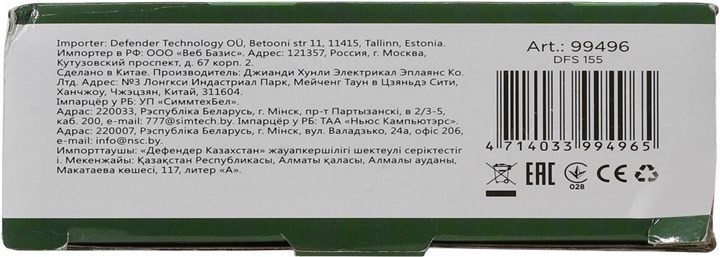 Importer: Defender Technology OÜ, Betooni str 11, 11415, Tallinn, Estonia.
Импортер в РФ: ООО «Веб Базис». Адрес: 121357, Россия, г. Москва,
Кутузовский проспект, д. 67 корп. 2.
Сделано в Китае. Производитель: Джианди Хунли Электрикал Эплаянс Ко.
Лтд. Адрес: №3 Лонгкси Индастриал Парк, Мейченг Таун в Цзяньдэ Сити,
Ханчжоу, Чжэцзян, Китай, 311604.
Імпарцёр у РБ: УП «СиммтехБел».
Адрас: 220033, Рэспубліка Беларусь, г. Мінск, пр-т Партызанскі, в 2/3-5,
каб. 200, e-mail: 777@simtech.by. Імпарцёр у РБ: ТАА «Ньюс Кампьютэрс».
Адрас: 220007, Рэспубліка Беларусь, г. Мінск, вул. Валадзько, 24а, офіс 206,
e-mail: info@nsc.by.
Импорттаушы: «Дефендер Казахстан» жауапкершілігі шектеулі серіктестіг
і. Мекенжайы: Қазақстан Республикасы, Алматы қаласы, Алмалы ауданы,
Макатаева көшесі, 117, литер «А».
Art.: 99496
DFS 155
4 714033 994965
EAC
028
CE